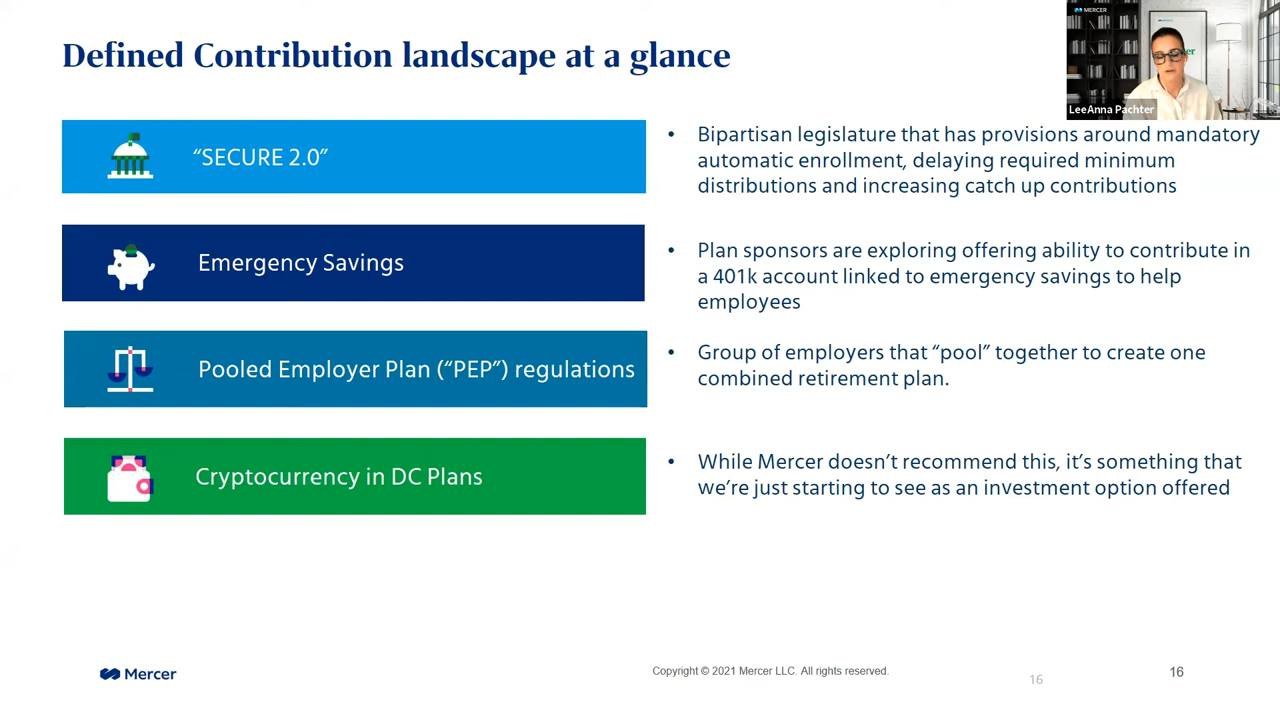 Defined Contribution landscape at a glance
MERCER
LeeAnna Pachter
“SECURE 2.0”
• Bipartisan legislature that has provisions around mandatory
automatic enrollment, delaying required minimum
distributions and increasing catch up contributions
Emergency Savings
• Plan sponsors are exploring offering ability to contribute in
a 401k account linked to emergency savings to help
employees
Pooled Employer Plan (“PEP”) regulations
• Group of employers that “pool” together to create one
combined retirement plan.
Cryptocurrency in DC Plans
• While Mercer doesn’t recommend this, it’s something that
we’re just starting to see as an investment option offered
Mercer
Copyright © 2021 Mercer LLC. All rights reserved.
16
16